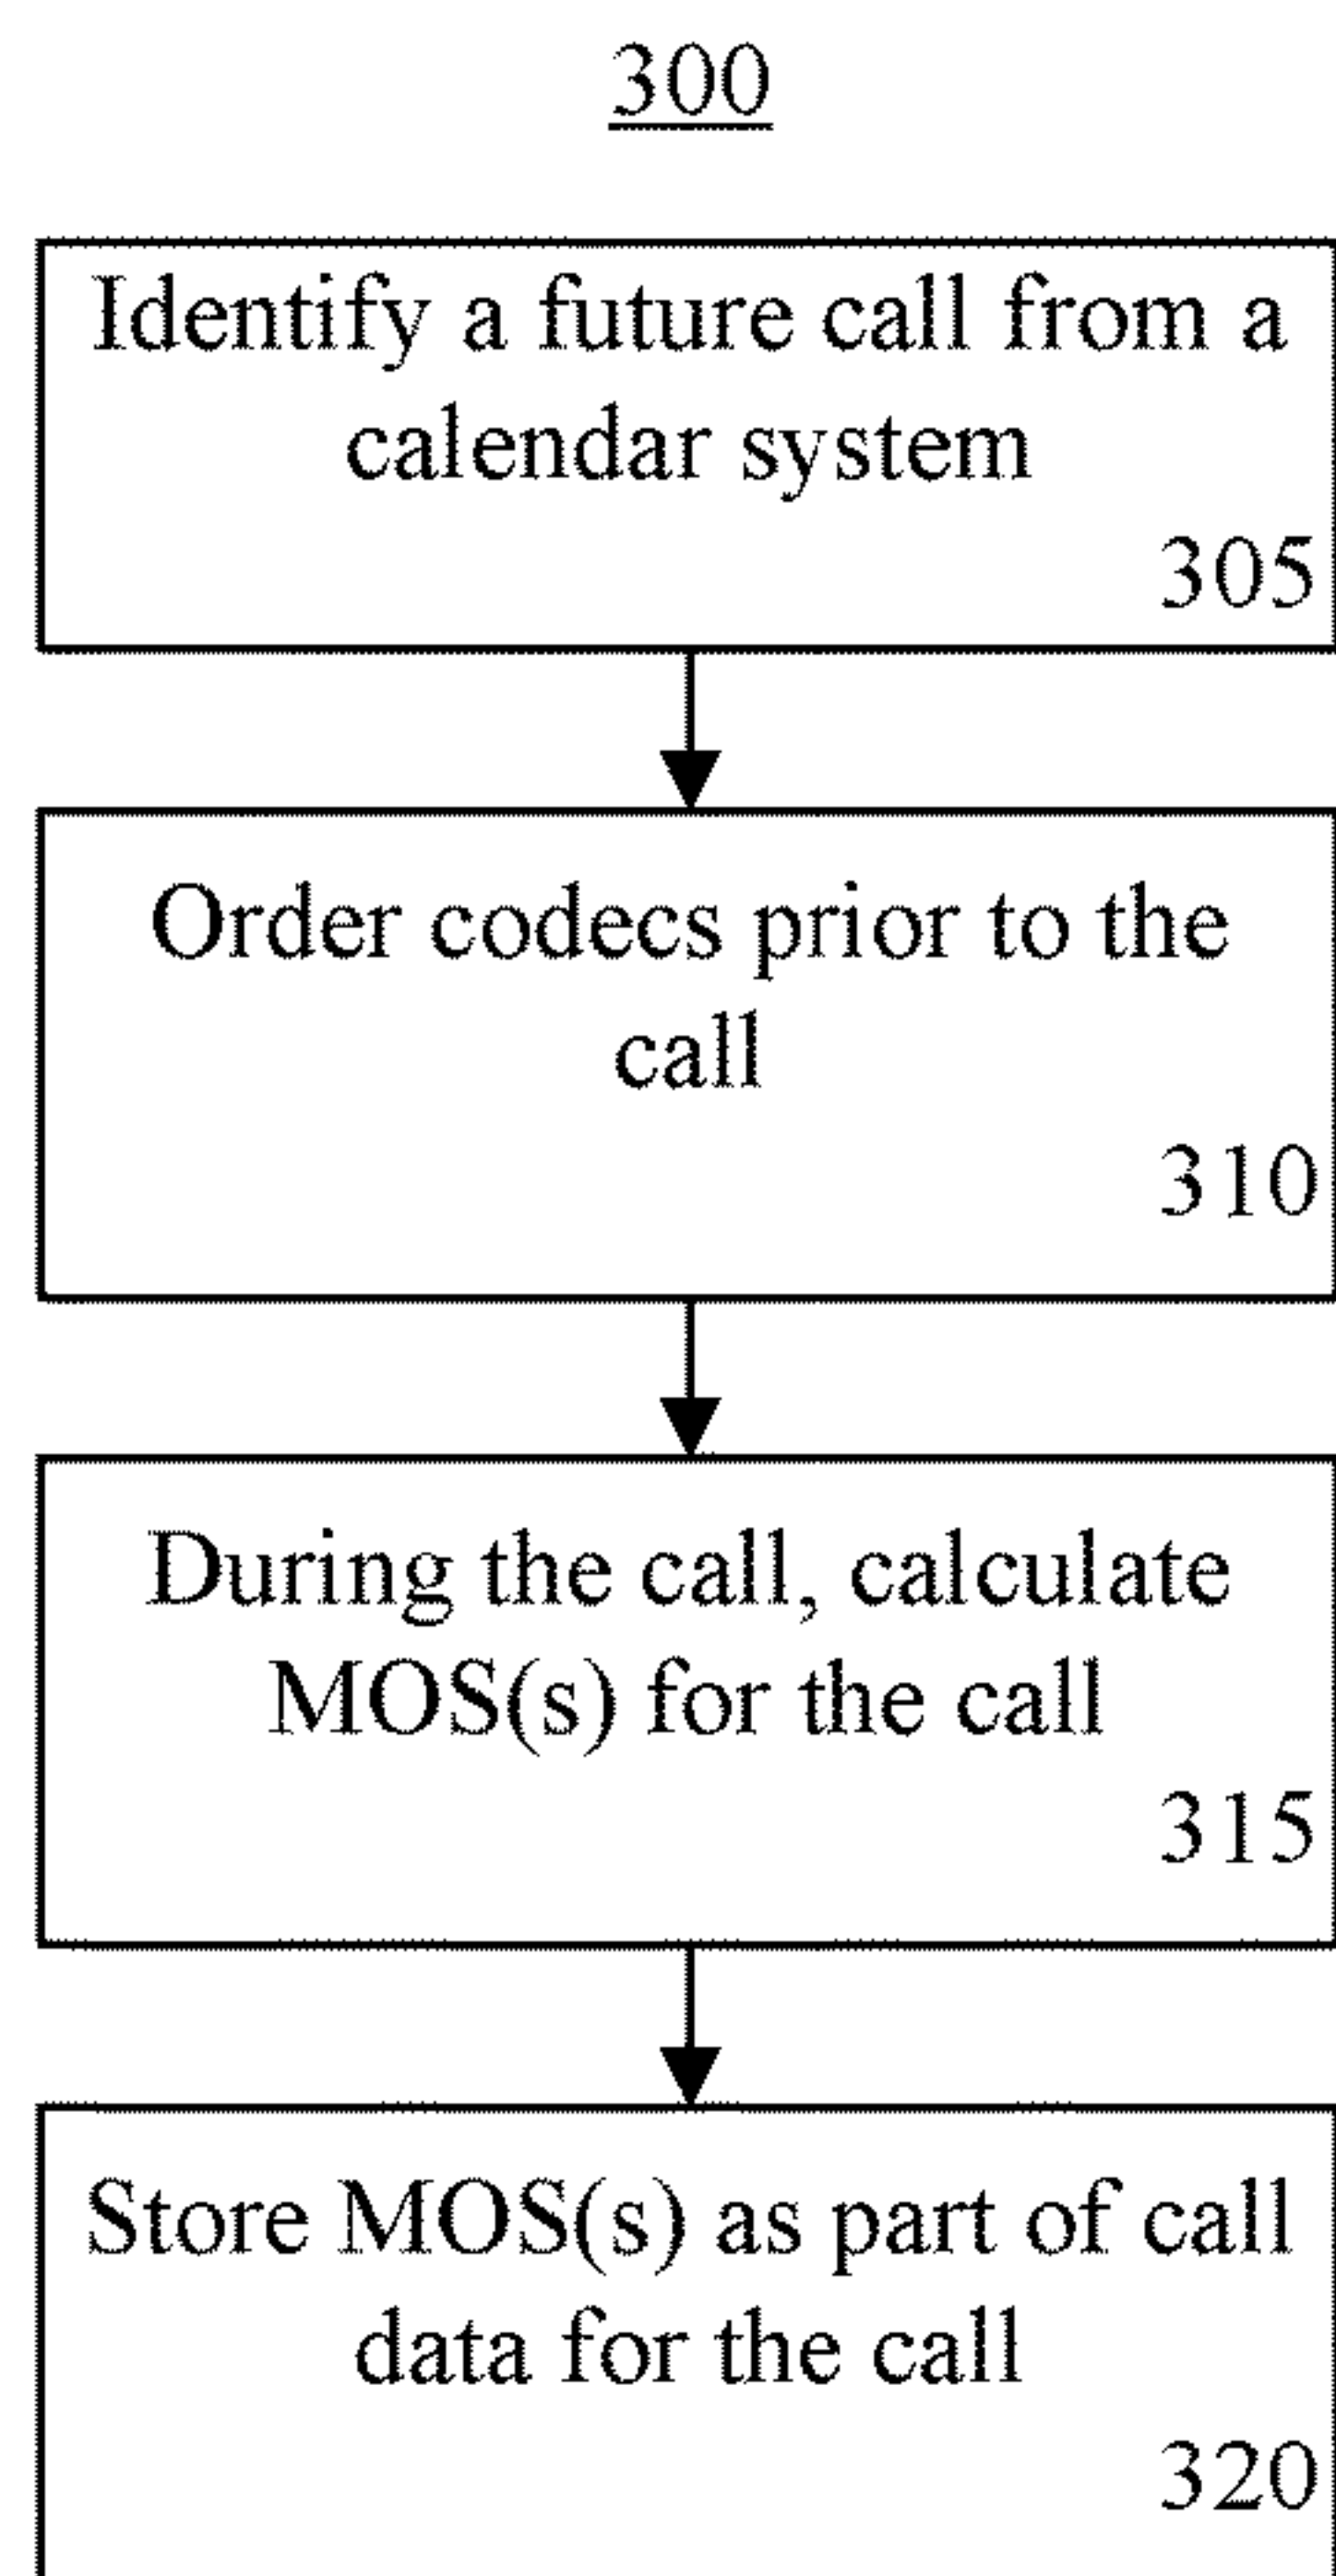 300
Identify a future call from a
calendar system
305
Order codecs prior to the
call
310
During the call, calculate
MOS(s) for the call
315
Store MOS(s) as part of call
data for the call
320